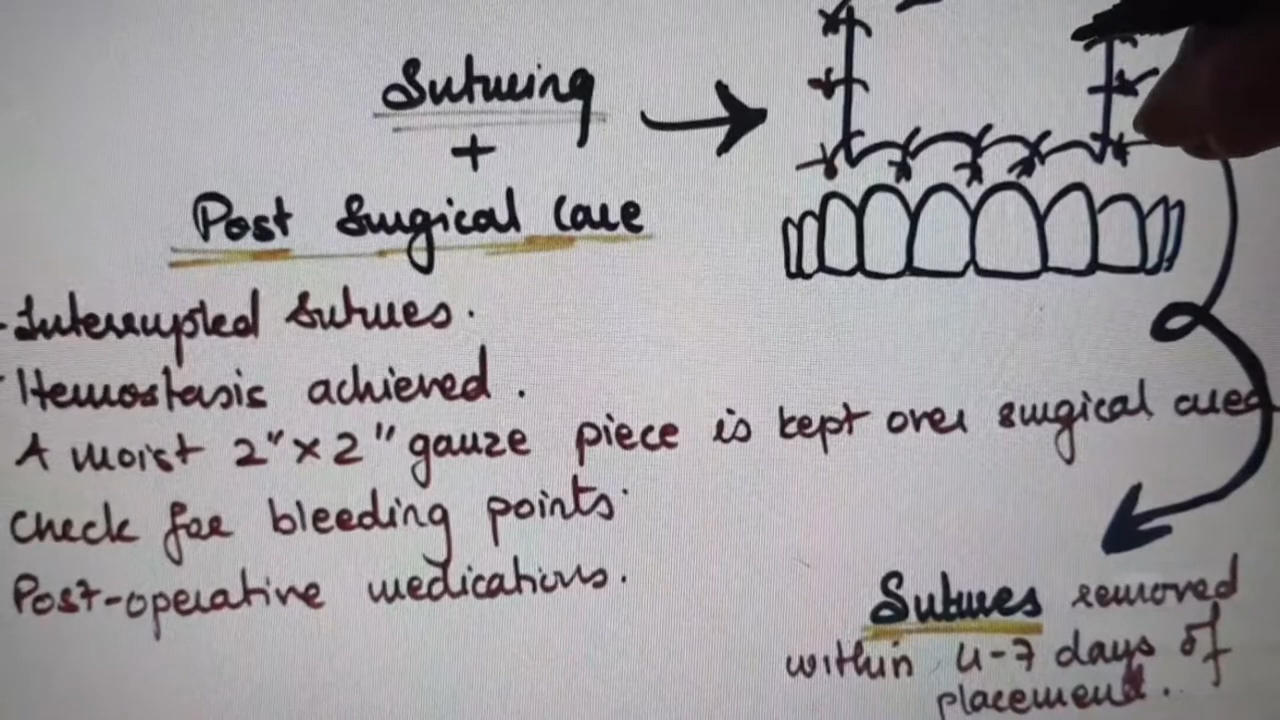 Suturing
+
Post Surgical Care
- Interrupted Sutures.
- Hemostasis achieved.
A moist 2"x2" gauze piece is kept over surgical area
Check for bleeding points.
Post-operative medications.
Sutures removed
within 4-7 days of
placement.